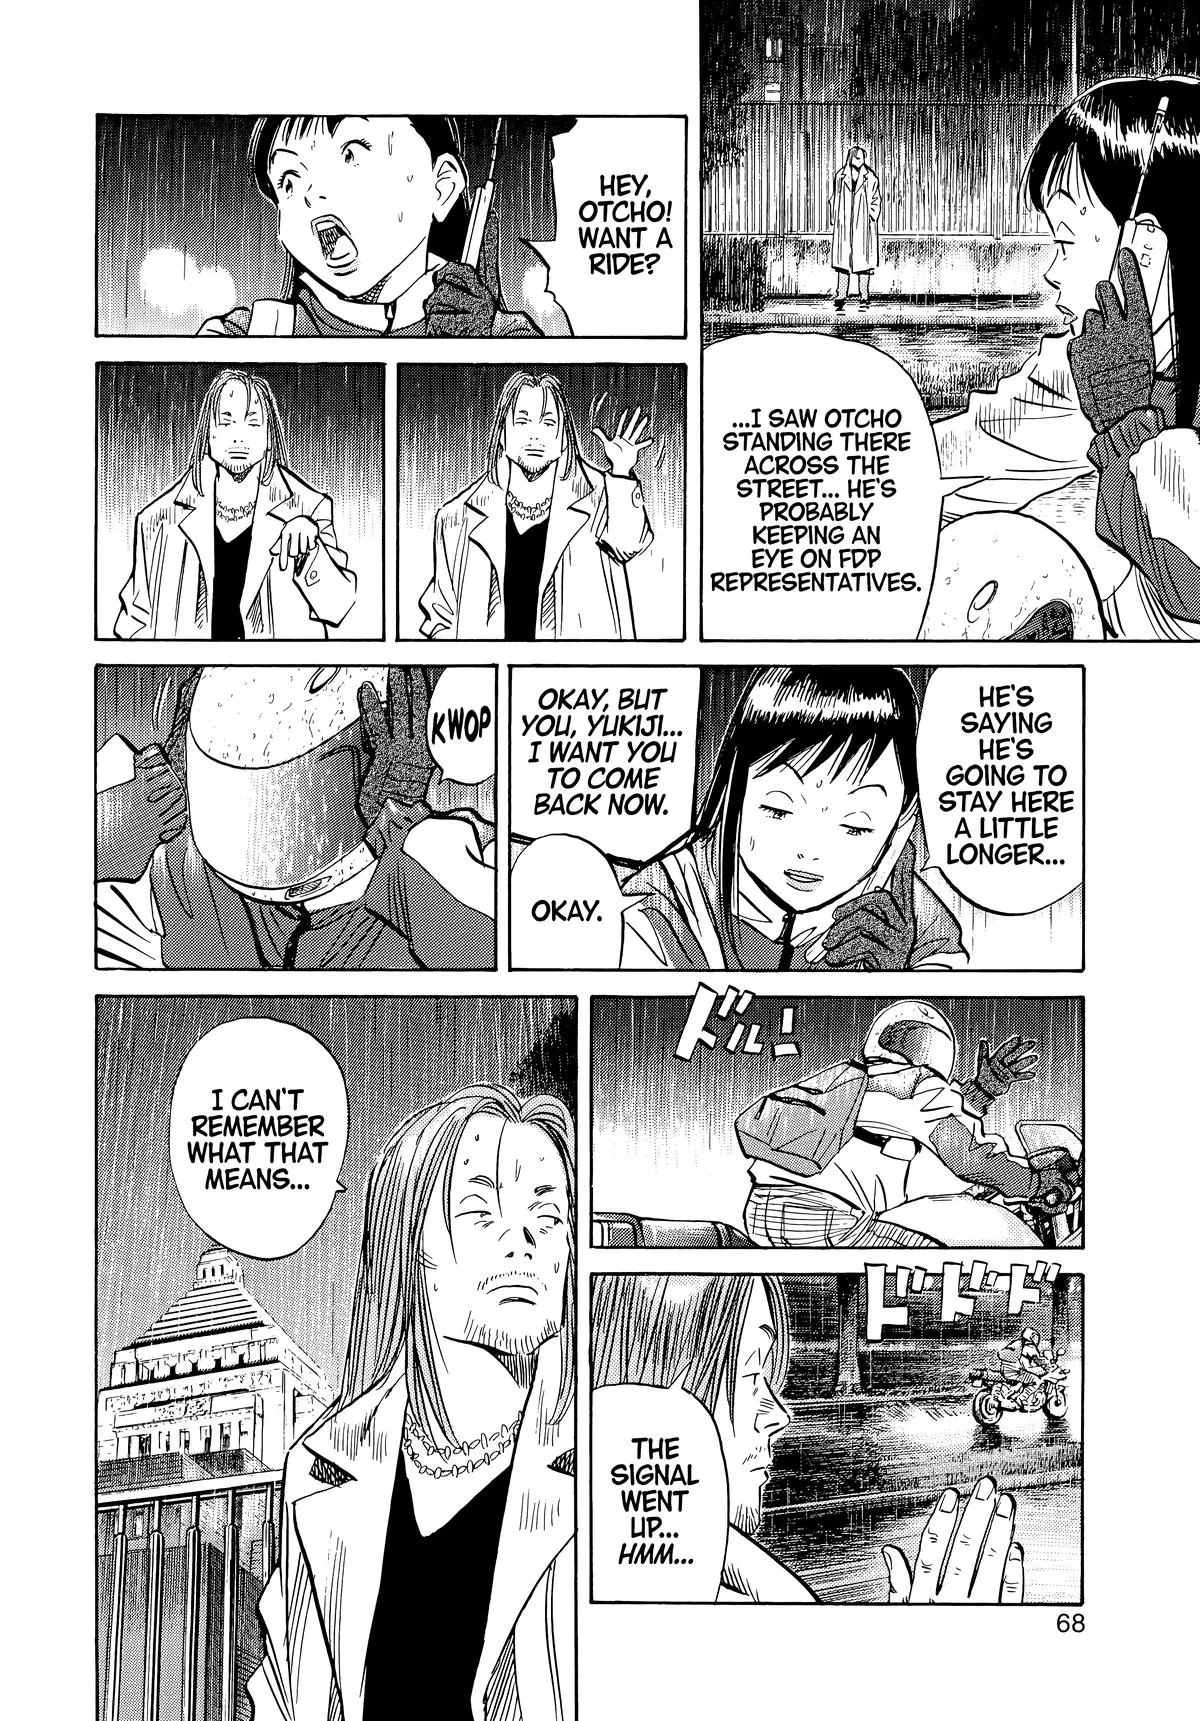 ...I SAW OTCHO
STANDING THERE
ACROSS THE
STREET... HE'S
PROBABLY
KEEPING AN
EYE ON FDP
REPRESENTATIVES.
HEY,
OTCHO!
WANT A
RIDE?
HE'S
SAYING
HE'S
GOING TO
STAY HERE
A LITTLE
LONGER...
OKAY, BUT
YOU, YUKIJI...
I WANT YOU
TO COME
BACK NOW.
OKAY.
KWOP
ドルン
ドドド
THE
SIGNAL
WENT
UP...
HMM...
I CAN'T
REMEMBER
WHAT THAT
MEANS...
68